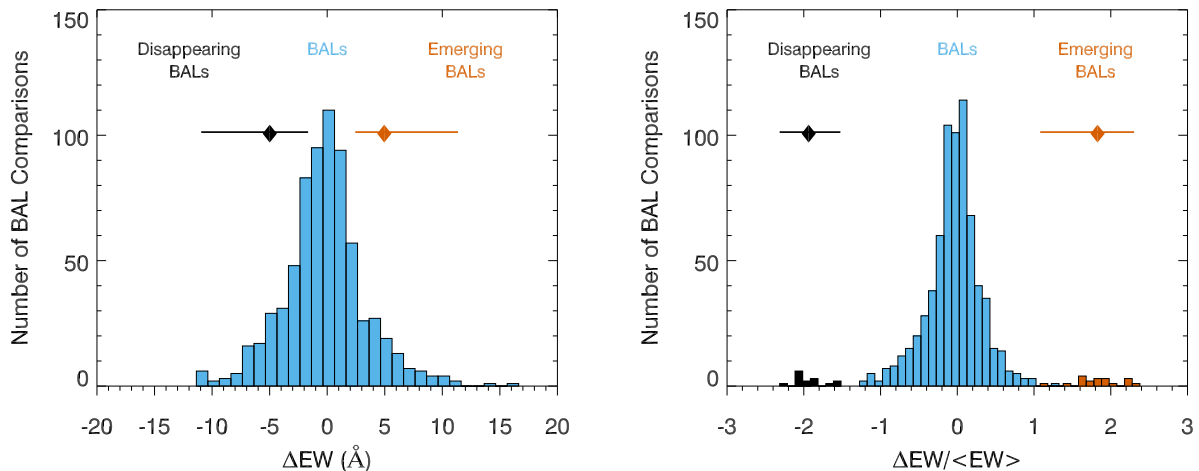 150
100
50
0
Number of BAL Comparisons
Disappearing
BALs
BALs
Emerging
BALs
-20 -15 -10 -5 0 5 10 15 20
ΔEW (Å)
150
100
50
0
Number of BAL Comparisons
Disappearing
BALs
BALs
Emerging
BALs
-3 -2 -1 0 1 2 3
ΔEW/<EW>